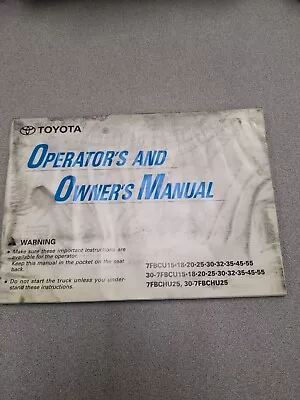 TOYOTA
OPERATOR'S AND
OWNER'S MANUAL
WARNING
• Make sure these important instructions are
available for the operator.
Keep this manual in the pocket on the seat
back.
• Do not start the truck unless you under-
stand these instructions.
7FBCU15·18·20·25·30·32·35·45·55
30-7FBCU15·18·20·25·30·32·35·45·55
7FBCHU25, 30-7FBCHU25